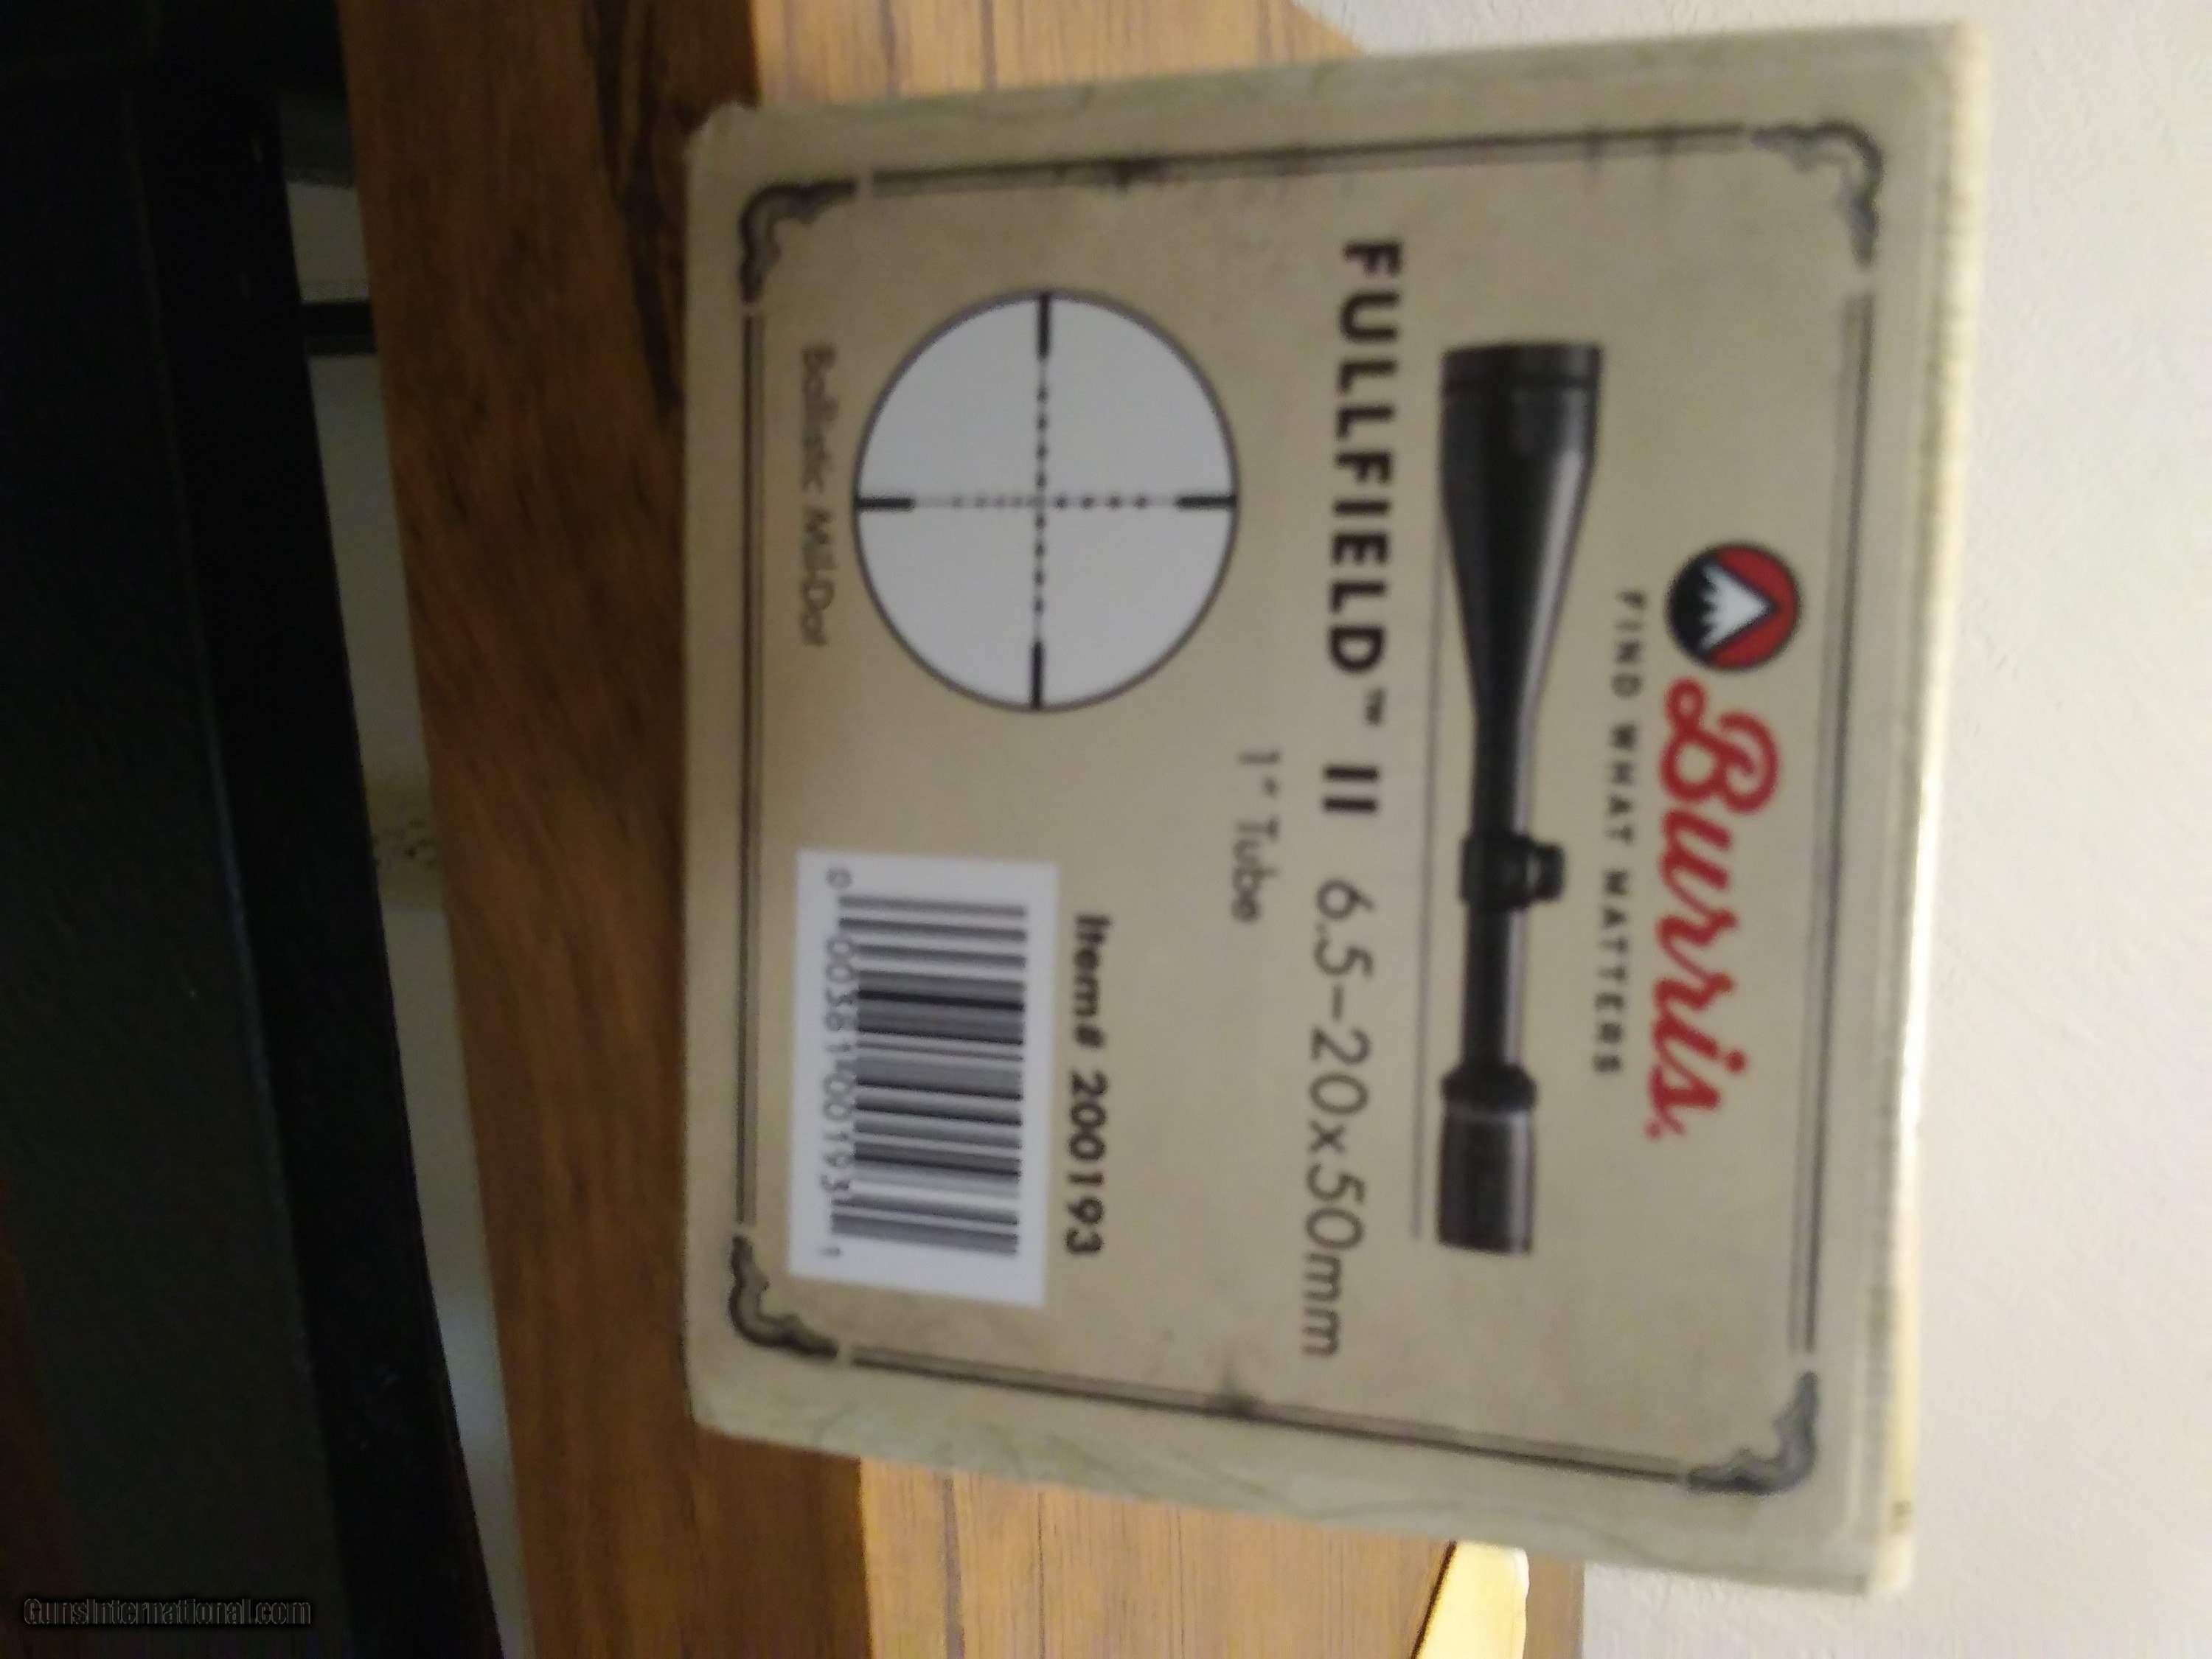 Burris.
FIND WHAT MATTERS
FULLFIELD™ II 6.5–20x50mm
1" Tube
Ballistic Mil-Dot
Item# 200193
0 00381 00193 1
GunsInternational.com